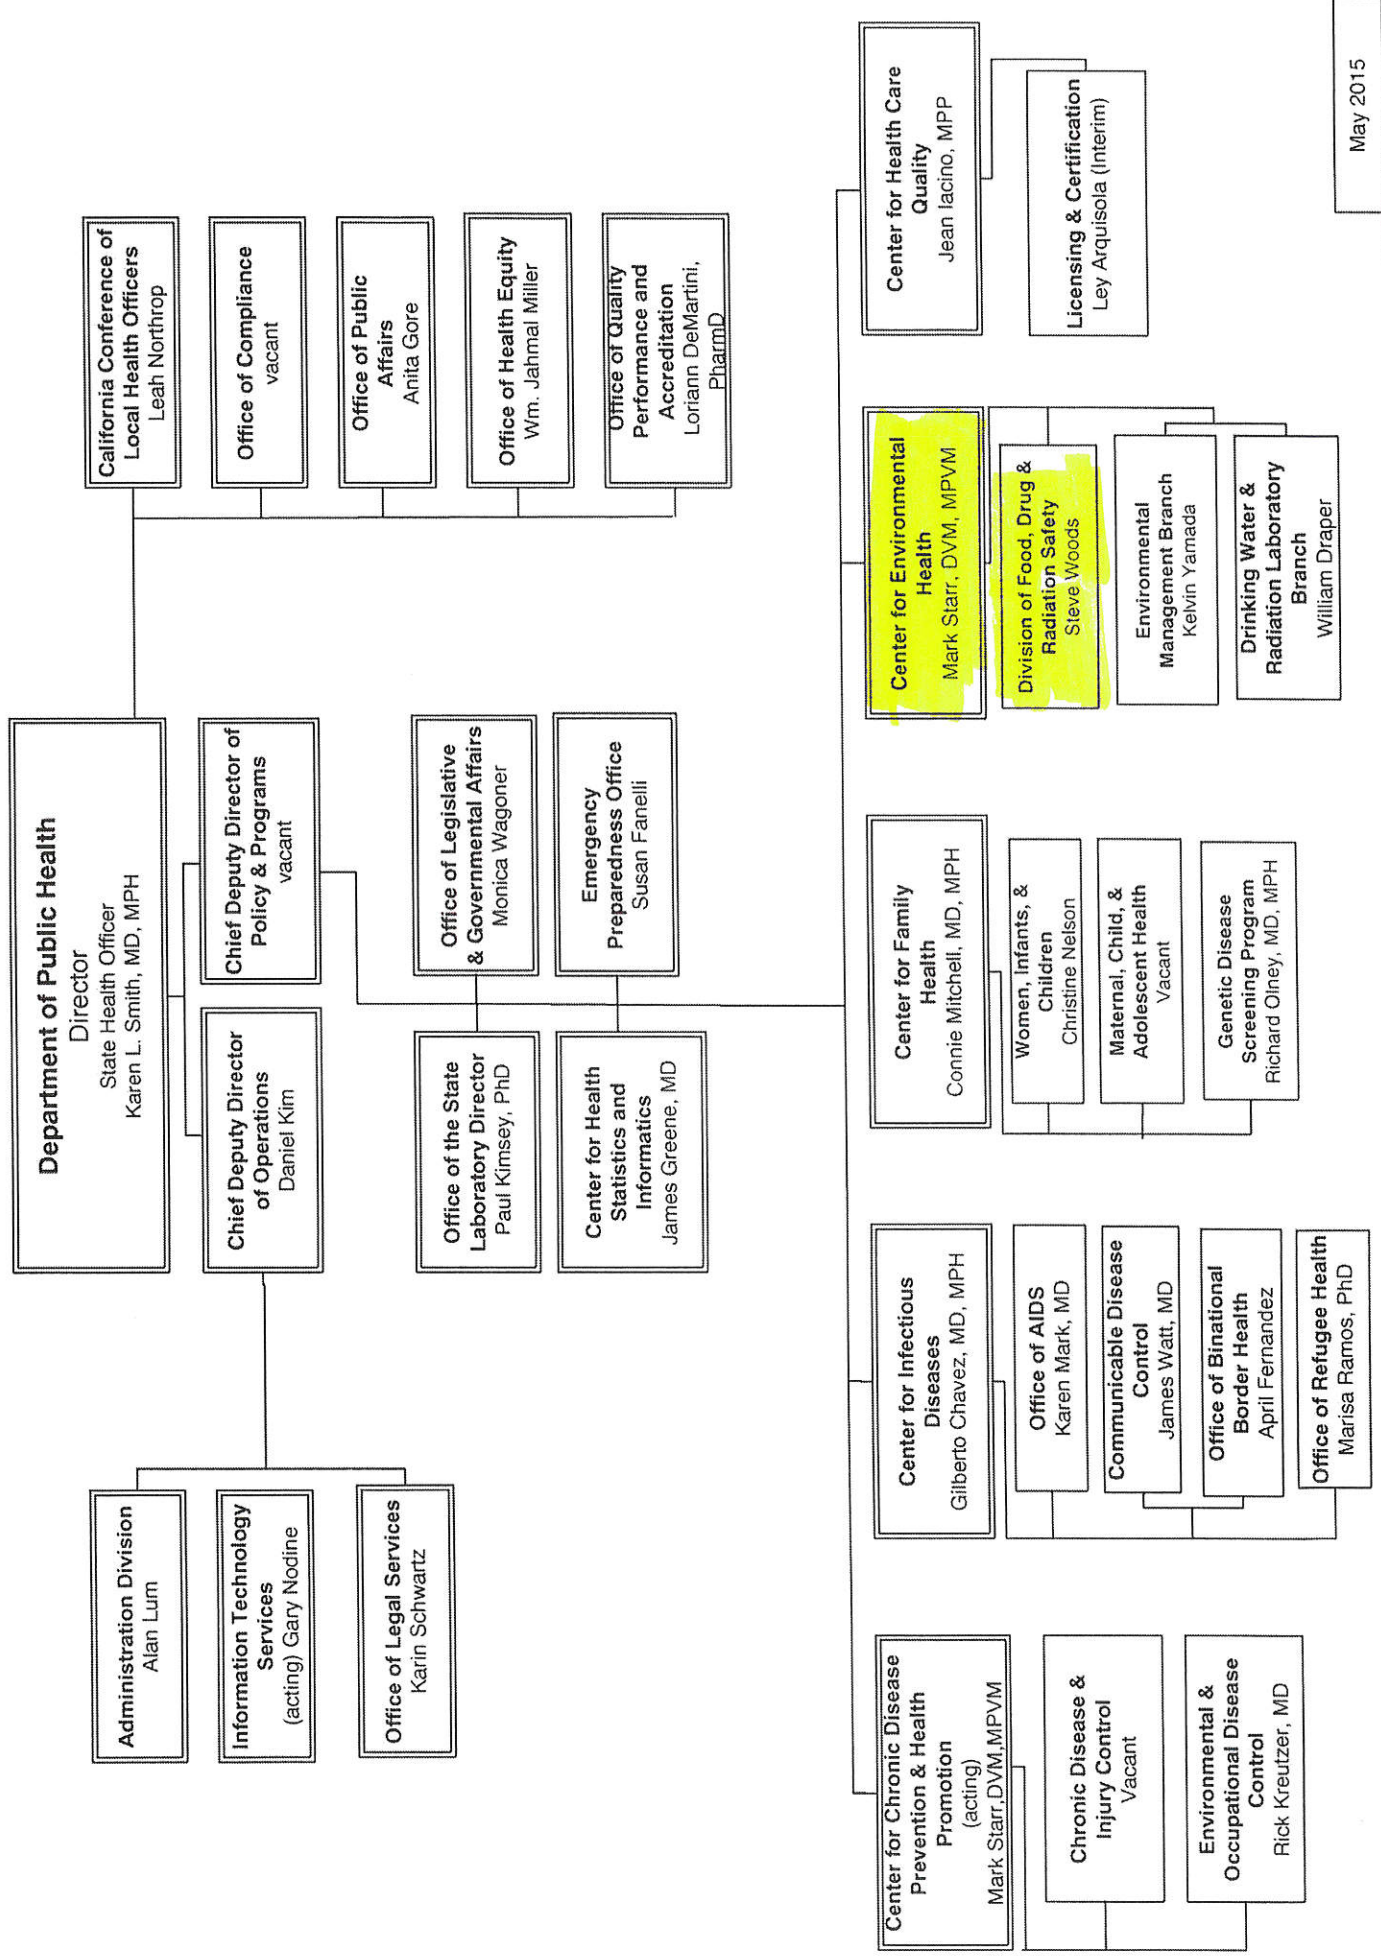 Department of Public Health
Director
State Health Officer
Karen L. Smith, MD, MPH
Chief Deputy Director
of Operations
Daniel Kim
Chief Deputy Director of
Policy & Programs
vacant
Administration Division
Alan Lum
Information Technology
Services
(acting) Gary Nodine
Office of Legal Services
Karin Schwartz
California Conference of
Local Health Officers
Leah Northrop
Office of Compliance
vacant
Office of Public
Affairs
Anita Gore
Office of Health Equity
Wm. Jahmal Miller
Office of Quality
Performance and
Accreditation
Loriann DeMartini,
PharmD
Office of the State
Laboratory Director
Paul Kimsey, PhD
Office of Legislative
& Governmental Affairs
Monica Wagoner
Center for Health
Statistics and
Informatics
James Greene, MD
Emergency
Preparedness Office
Susan Fanelli
Center for Chronic Disease
Prevention & Health
Promotion
(acting)
Mark Starr,DVM,MPVM
Chronic Disease &
Injury Control
Vacant
Environmental &
Occupational Disease
Control
Rick Kreutzer, MD
Center for Infectious
Diseases
Gilberto Chavez, MD, MPH
Office of AIDS
Karen Mark, MD
Communicable Disease
Control
James Watt, MD
Office of Binational
Border Health
April Fernandez
Office of Refugee Health
Marisa Ramos, PhD
Center for Family
Health
Connie Mitchell, MD, MPH
Women, Infants, &
Children
Christine Nelson
Maternal, Child, &
Adolescent Health
Vacant
Genetic Disease
Screening Program
Richard Olney, MD, MPH
Center for Environmental
Health
Mark Starr, DVM, MPVM
Division of Food, Drug &
Radiation Safety
Steve Woods
Environmental
Management Branch
Kelvin Yamada
Drinking Water &
Radiation Laboratory
Branch
William Draper
Center for Health Care
Quality
Jean Iacino, MPP
Licensing & Certification
Ley Arquisola (Interim)
May 2015